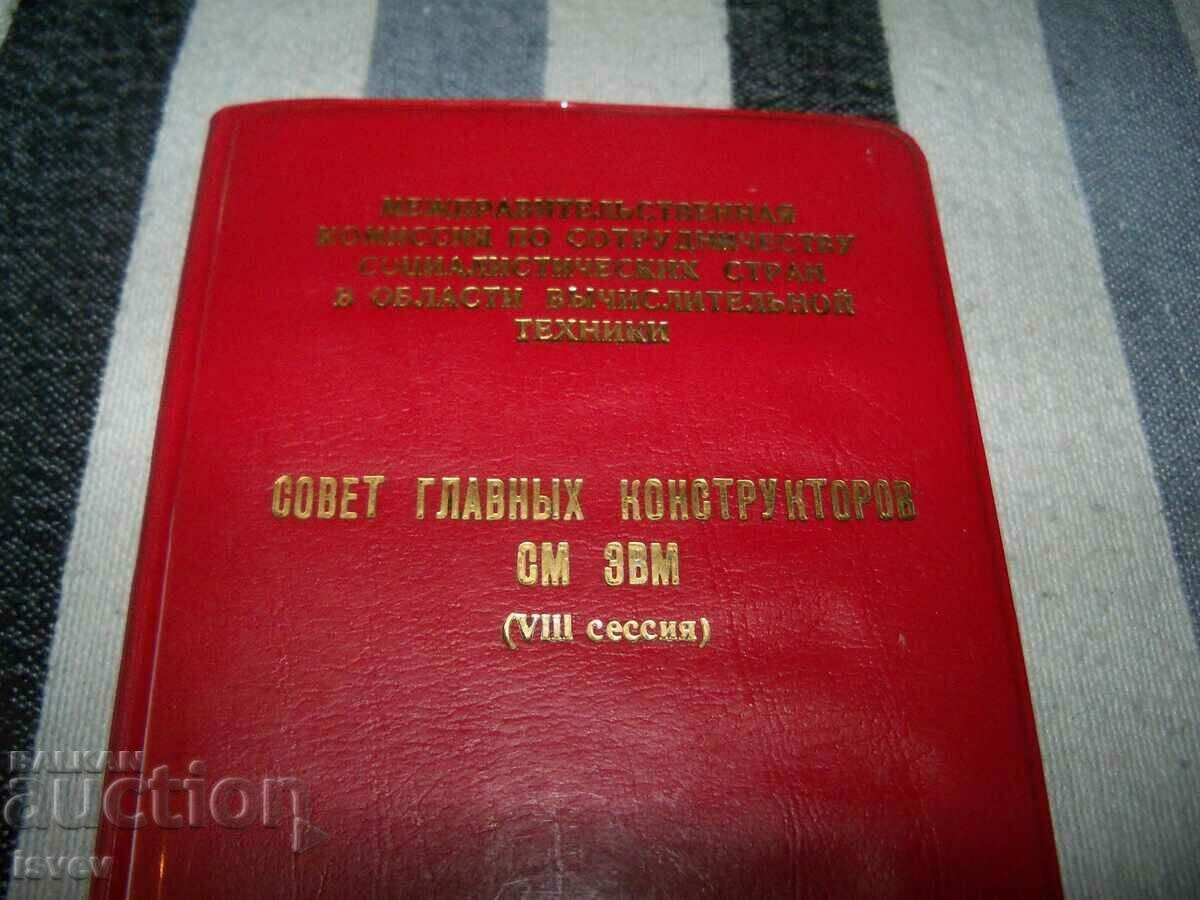 МЕЖПРАВИТЕЛЬСТВЕННАЯ
КОМИССИЯ ПО СОТРУДНИЧЕСТВУ
СОЦИАЛИСТИЧЕСКИХ СТРАН
В ОБЛАСТИ ВЫЧИСЛИТЕЛЬНОЙ
ТЕХНИКИ
СОВЕТ ГЛАВНЫХ КОНСТРУКТОРОВ
СМ ЭВМ
(VIII сессия)
BALKAN
auction
isvev